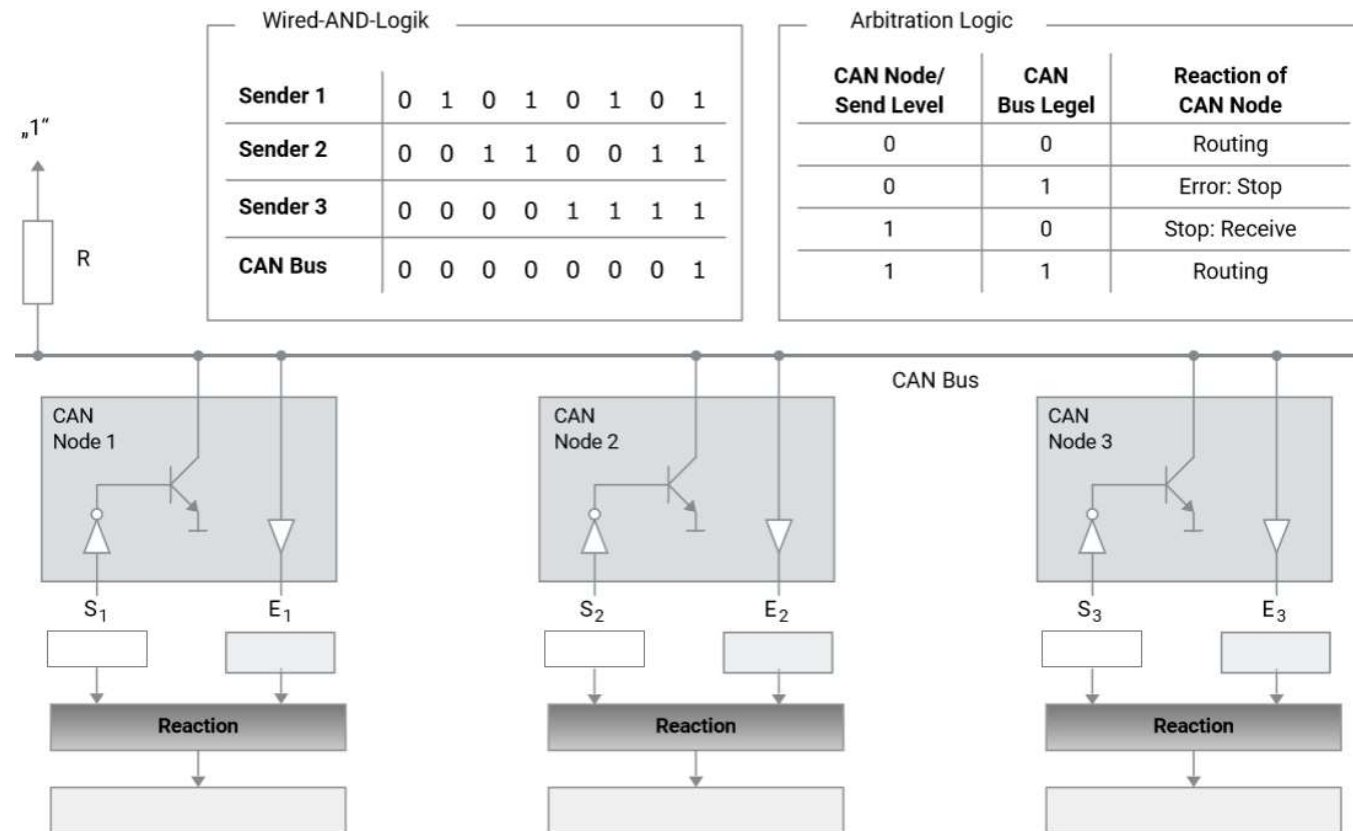 Wired-AND-Logik
Sender 1 0 1 0 1 0 1 0 1
Sender 2 0 0 1 1 0 0 1 1
Sender 3 0 0 0 0 1 1 1 1
CAN Bus 0 0 0 0 0 0 0 1
Arbitration Logic
CAN Node/ CAN Reaction of
Send Level Bus Legel CAN Node
0 0 Routing
0 1 Error: Stop
1 0 Stop: Receive
1 1 Routing
„1“
R
CAN Bus
CAN
Node 1
CAN
Node 2
CAN
Node 3
S1 E1
S2 E2
S3 E3
Reaction
Reaction
Reaction